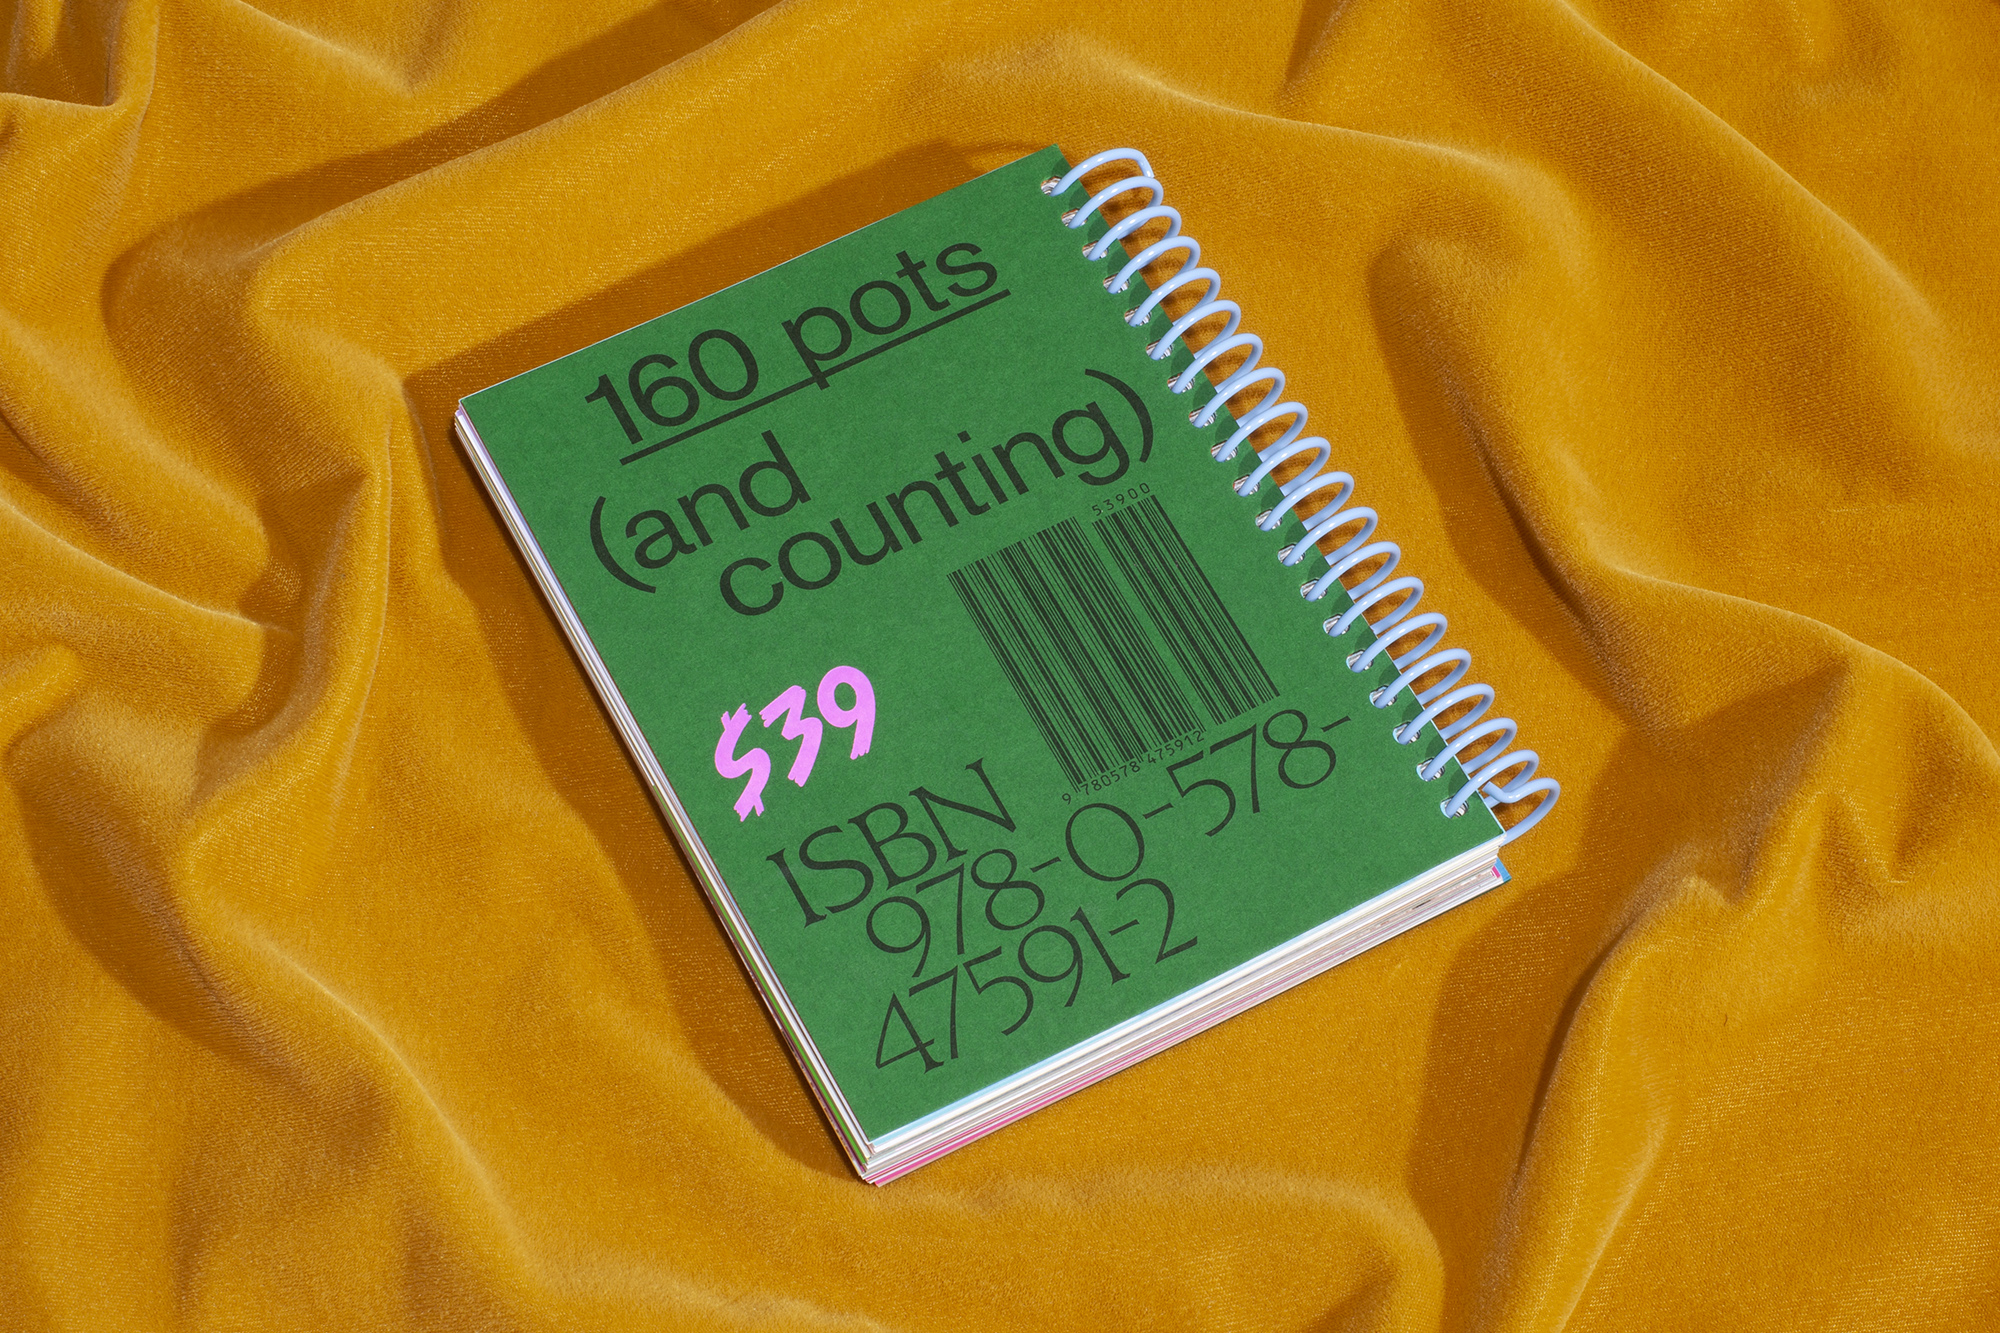 160 pots
(and
counting)
53900
9 780578 475912
$39
ISBN
978-0-578-
47591-2